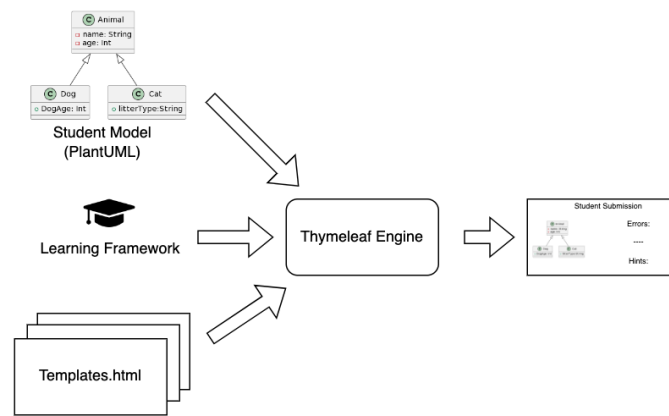 C Animal
name: String
age: Int
C Dog
DogAge: Int
C Cat
litterType:String
Student Model
(PlantUML)
Learning Framework
Templates.html
Thymeleaf Engine
Student Submission
Errors:
----
Hints: